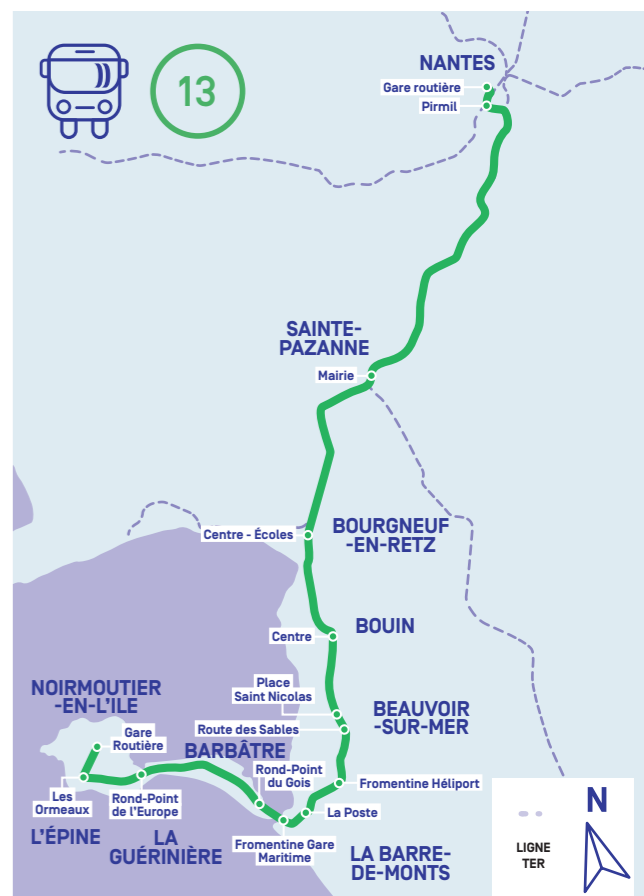 13
NANTES
Gare routière
Pirmil
SAINTE-
PAZANNE
Mairie
Centre - Écoles
BOURGNEUF
-EN-RETZ
BOUIN
Centre
Place
Saint Nicolas
NOIRMOUTIER
-EN-L'ILE
BEAUVOIR
-SUR-MER
Route des Sables
Gare
Routière
BARBÂTRE
Rond-Point
du Gois
Fromentine Héliport
Les
Ormeaux
Rond-Point
de l'Europe
La Poste
L'ÉPINE
LA
GUÉRINIÈRE
Fromentine Gare
Maritime
LA BARRE-
DE-MONTS
N
LIGNE
TER